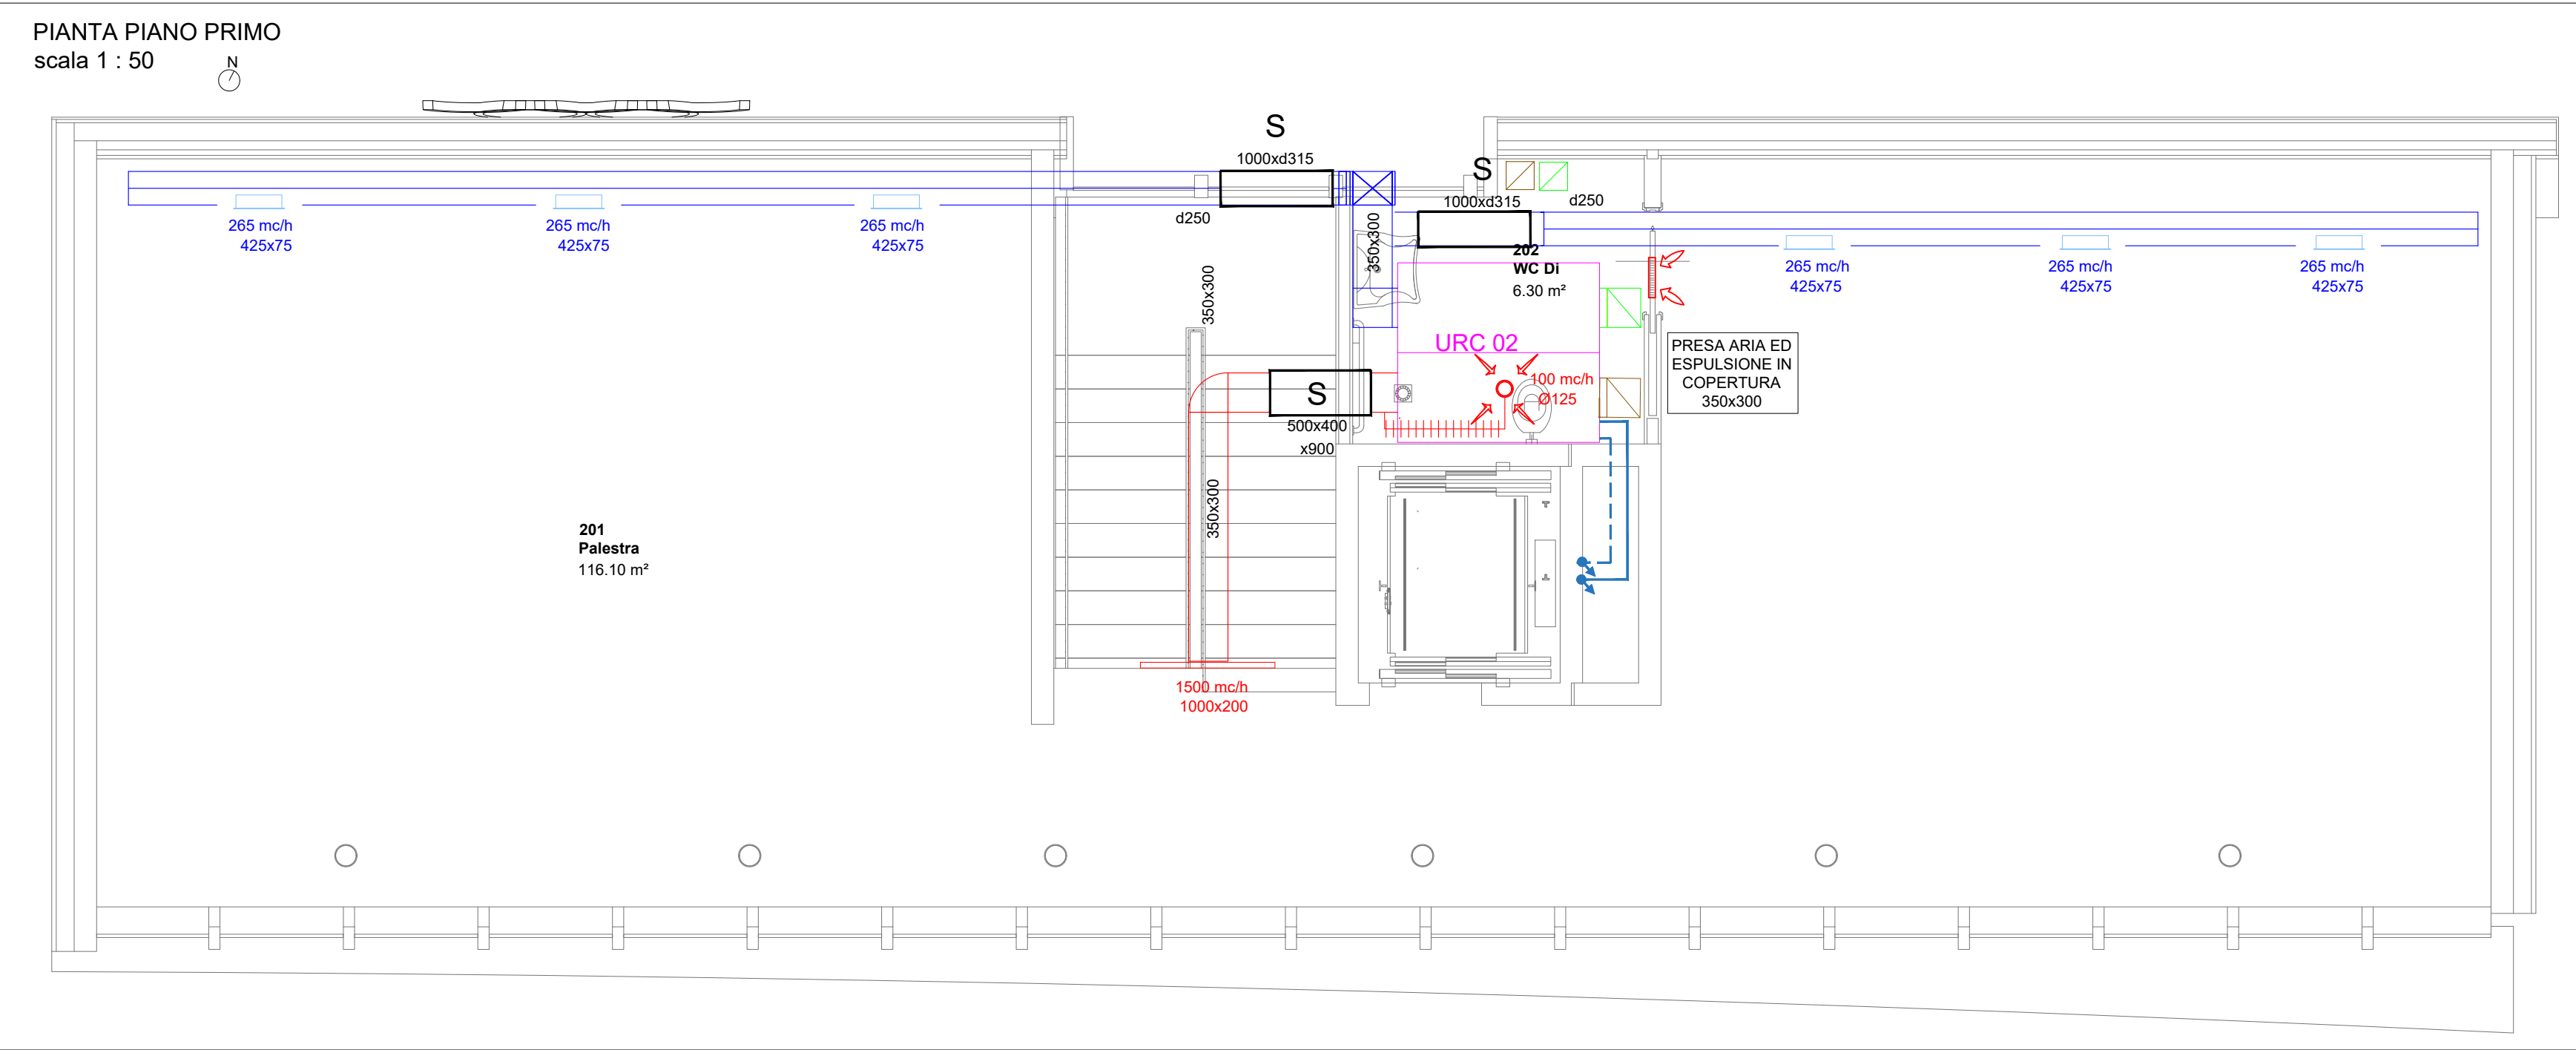 PIANTA PIANO PRIMO
scala 1 : 50
N
S
1000xd315
S
1000xd315
d250
d250
265 mc/h
425x75
265 mc/h
425x75
265 mc/h
425x75
350x300
350x300
202
WC Di
6.30 m²
265 mc/h
425x75
265 mc/h
425x75
265 mc/h
425x75
URC 02
PRESA ARIA ED
ESPULSIONE IN
COPERTURA
350x300
100 mc/h
Ø125
S
500x400
x900
350x300
201
Palestra
116.10 m²
1500 mc/h
1000x200